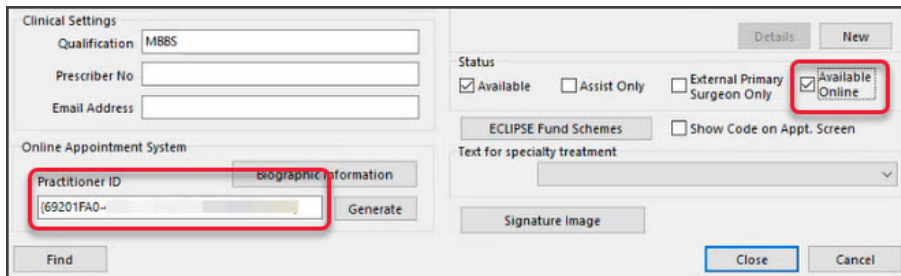 Clinical Settings
Qualification MBBS
Prescriber No
Email Address
Online Appointment System
Biographic Information
Practitioner ID
{69201FA0-
Generate
Find
Details New
Status
Available Assist Only External Primary Surgeon Only Available Online
ECLIPSE Fund Schemes Show Code on Appt. Screen
Text for specialty treatment
Signature Image
Close Cancel